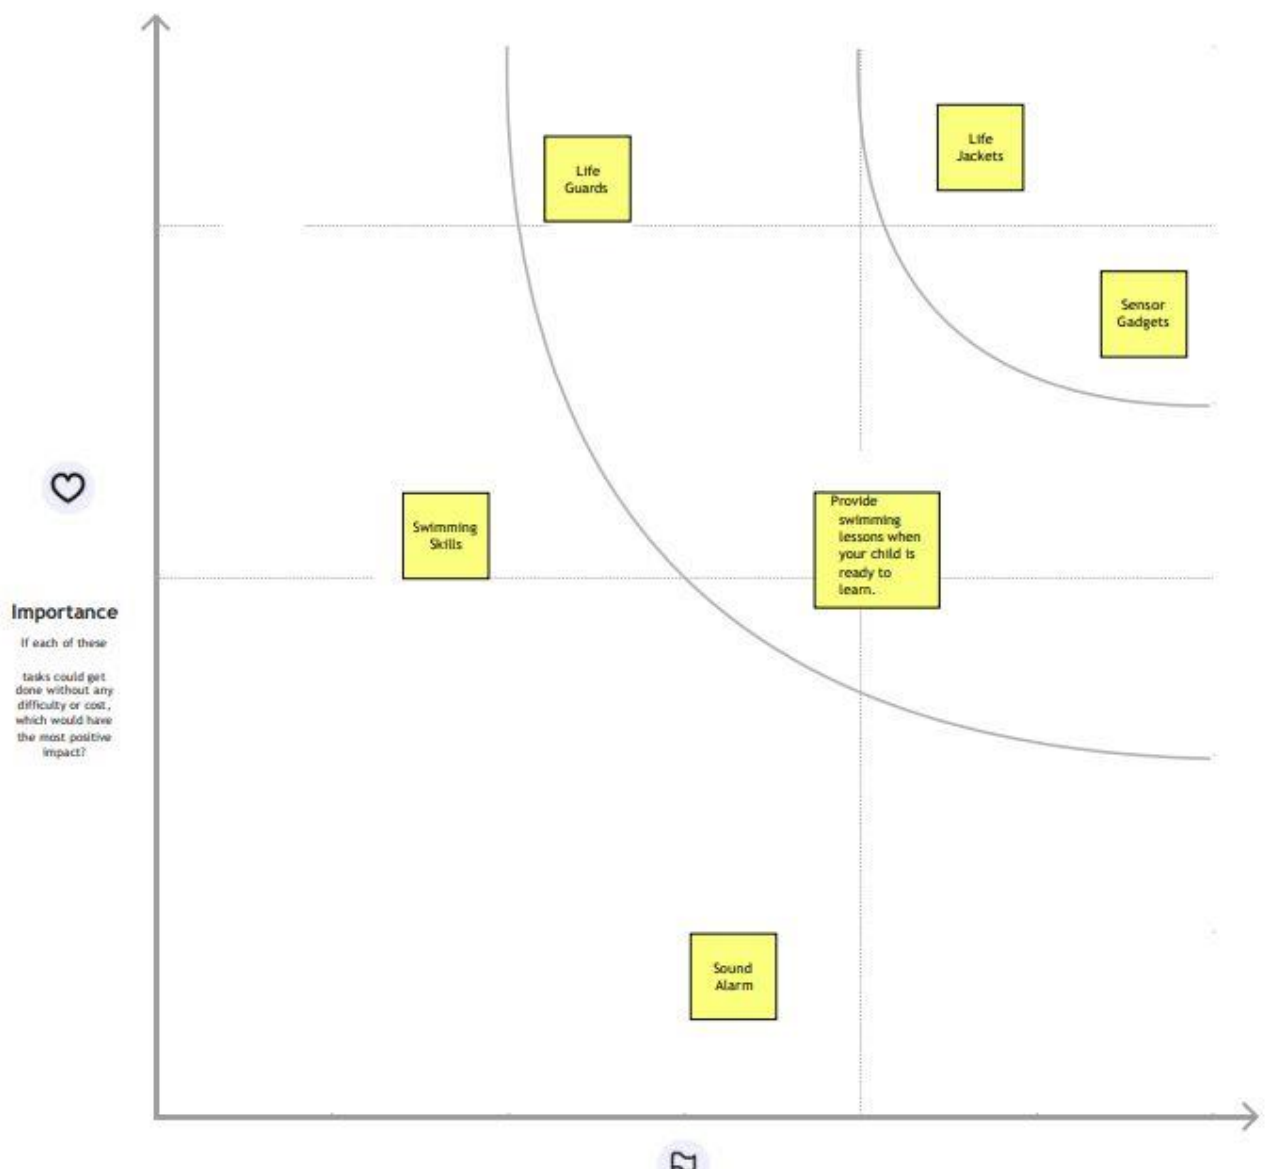 Life
Jackets
Life
Guards
Sensor
Gadgets
Swimming
Skills
Provide
swimming
lessons when
your child is
ready to
learn.
Importance
If each of these
tasks could get
done without any
difficulty or cost,
which would have
the most positive
impact?
Sound
Alarm